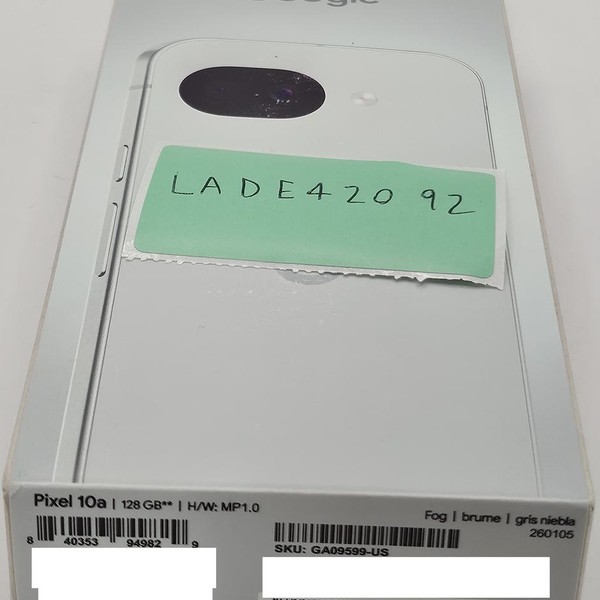 Google
LADE420 92
Pixel 10a | 128 GB** | H/W: MP1.0
Fog | brume | gris niebla
260105
8 40353 94982 9
SKU: GA09599-US